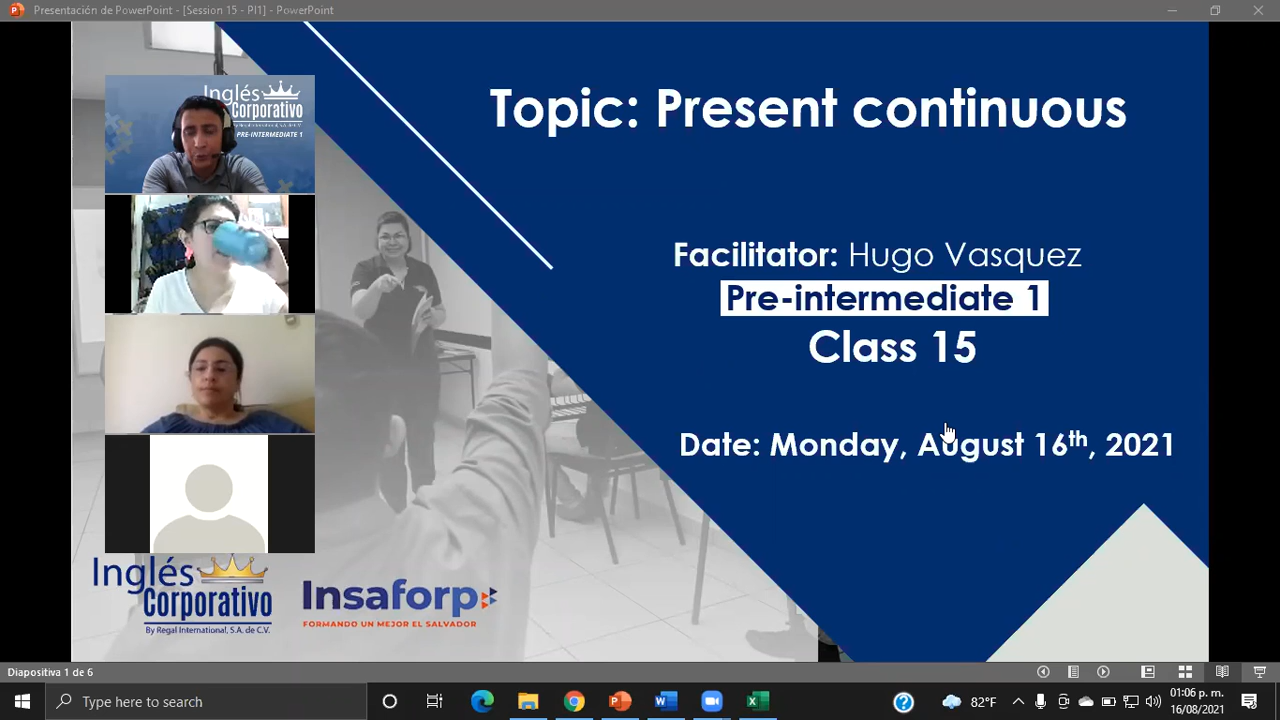 Presentación de PowerPoint - [Session 15 - PI1] - PowerPoint
Inglés
Corporativo
PRE-INTERMEDIATE 1
Topic: Present continuous
Facilitator: Hugo Vasquez
Pre-intermediate 1
Class 15
Date: Monday, August 16th, 2021
Inglés
Corporativo
By Regal International, S.A. de C.V.
Insaforp
FORMANDO UN MEJOR EL SALVADOR
Diapositiva 1 de 6
Type here to search
82°F
01:06 p. m.
16/08/2021